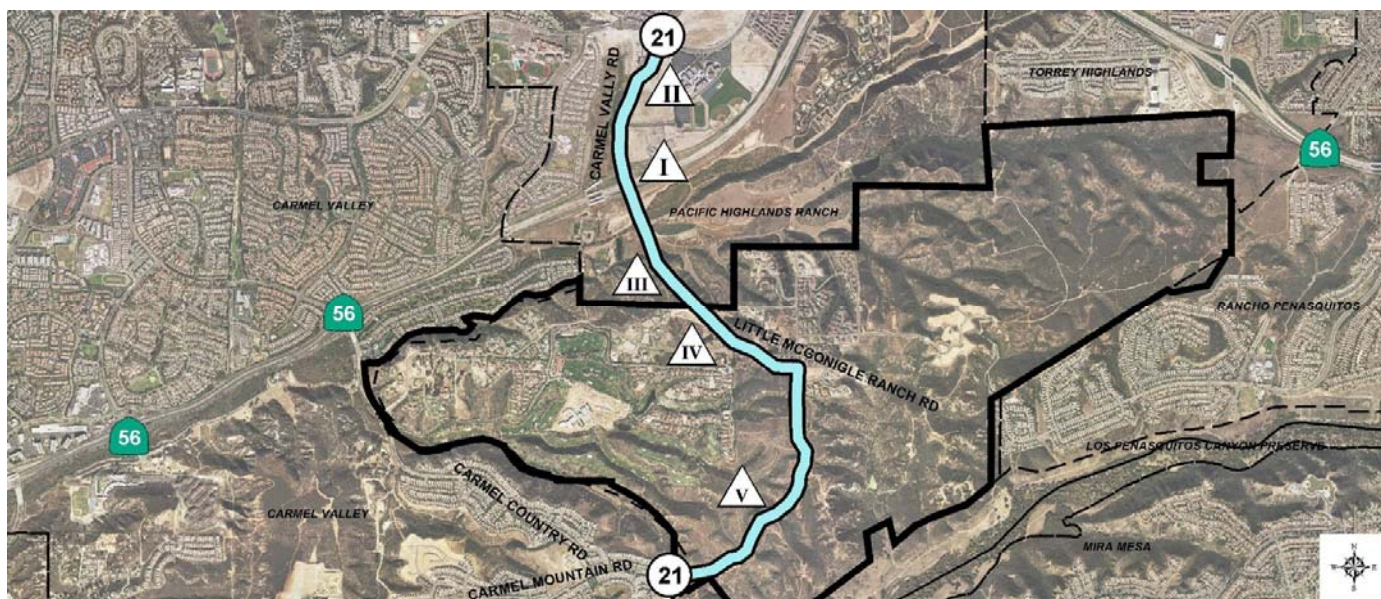 21
CARMEL VALLY RD
II
TORREY HIGHLANDS
56
I
CARMEL VALLEY
PACIFIC HIGHLANDS RANCH
III
56
RANCHO PENASQUITOS
IV
LITTLE MCGONIGLE RANCH RD
56
LOS PENASQUITOS CANYON PRESERVE
V
CARMEL COUNTRY RD
CARMEL VALLEY
MIRA MESA
21
CARMEL MOUNTAIN RD
N
W E
S